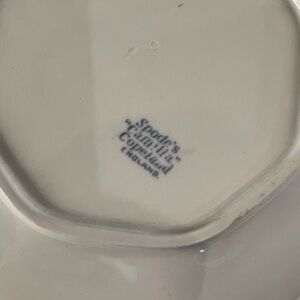 Spode's
"Camilla"
Copeland
ENGLAND.